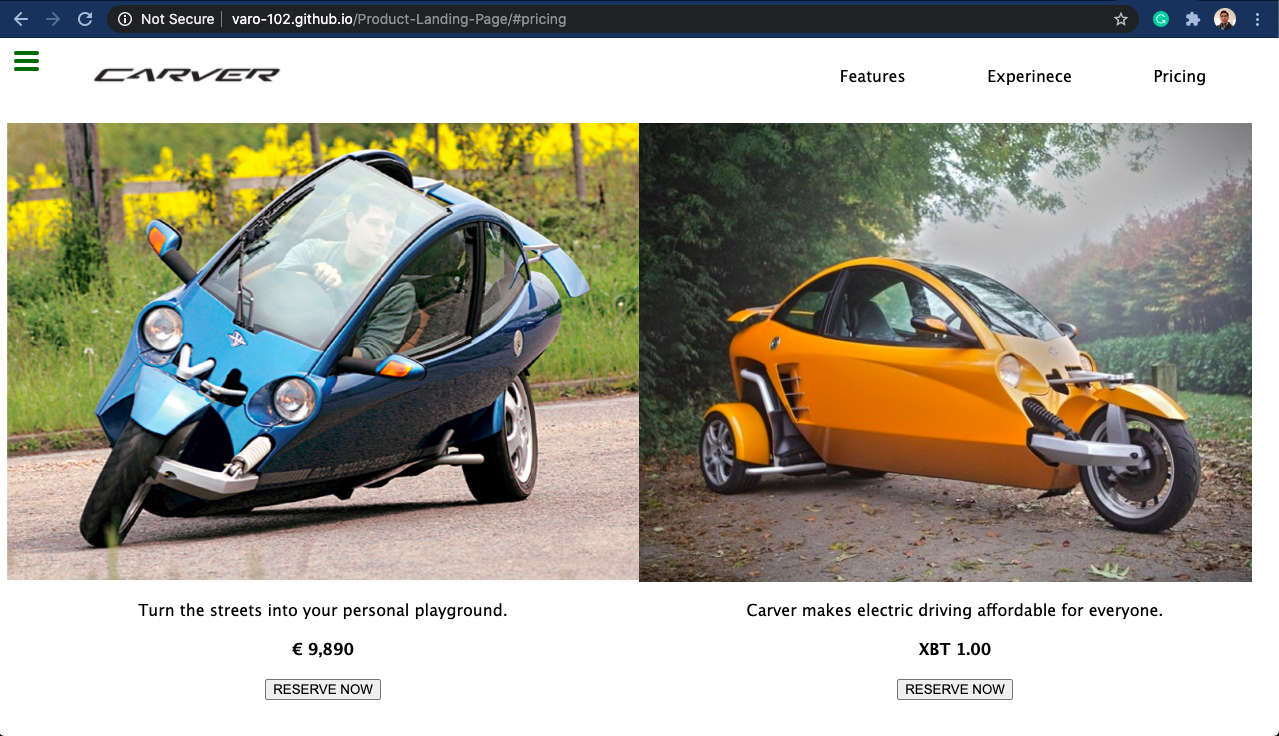 Not Secure | varo-102.github.io/Product-Landing-Page/#pricing
CARVER
Features Experinece Pricing
Turn the streets into your personal playground.
€ 9,890
RESERVE NOW
Carver makes electric driving affordable for everyone.
XBT 1.00
RESERVE NOW